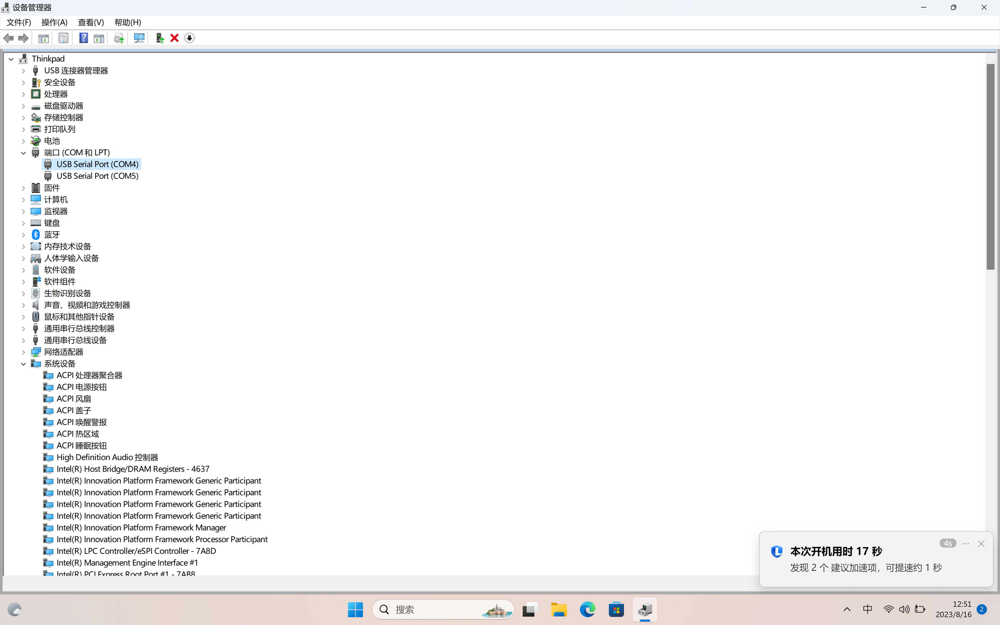 设备管理器
文件(F) 操作(A) 查看(V) 帮助(H)
Thinkpad
USB 连接器管理器
安全设备
处理器
磁盘驱动器
存储控制器
打印队列
电池
端口 (COM 和 LPT)
USB Serial Port (COM4)
USB Serial Port (COM5)
固件
计算机
监视器
键盘
蓝牙
内存技术设备
人体学输入设备
软件设备
软件组件
生物识别设备
声音、视频和游戏控制器
鼠标和其他指针设备
通用串行总线控制器
通用串行总线设备
网络适配器
系统设备
ACPI 处理器聚合器
ACPI 电源按钮
ACPI 风扇
ACPI 盖子
ACPI 唤醒警报
ACPI 热区域
ACPI 睡眠按钮
High Definition Audio 控制器
Intel(R) Host Bridge/DRAM Registers - 4637
Intel(R) Innovation Platform Framework Generic Participant
Intel(R) Innovation Platform Framework Generic Participant
Intel(R) Innovation Platform Framework Generic Participant
Intel(R) Innovation Platform Framework Generic Participant
Intel(R) Innovation Platform Framework Manager
Intel(R) Innovation Platform Framework Processor Participant
Intel(R) LPC Controller/eSPI Controller - 7A8D
Intel(R) Management Engine Interface #1
Intel(R) PCI Express Root Port #1 - 7AB8
4s
本次开机用时 17 秒
发现 2 个 建议加速项，可提速约 1 秒
搜索
中
12:51
2023/8/16
2